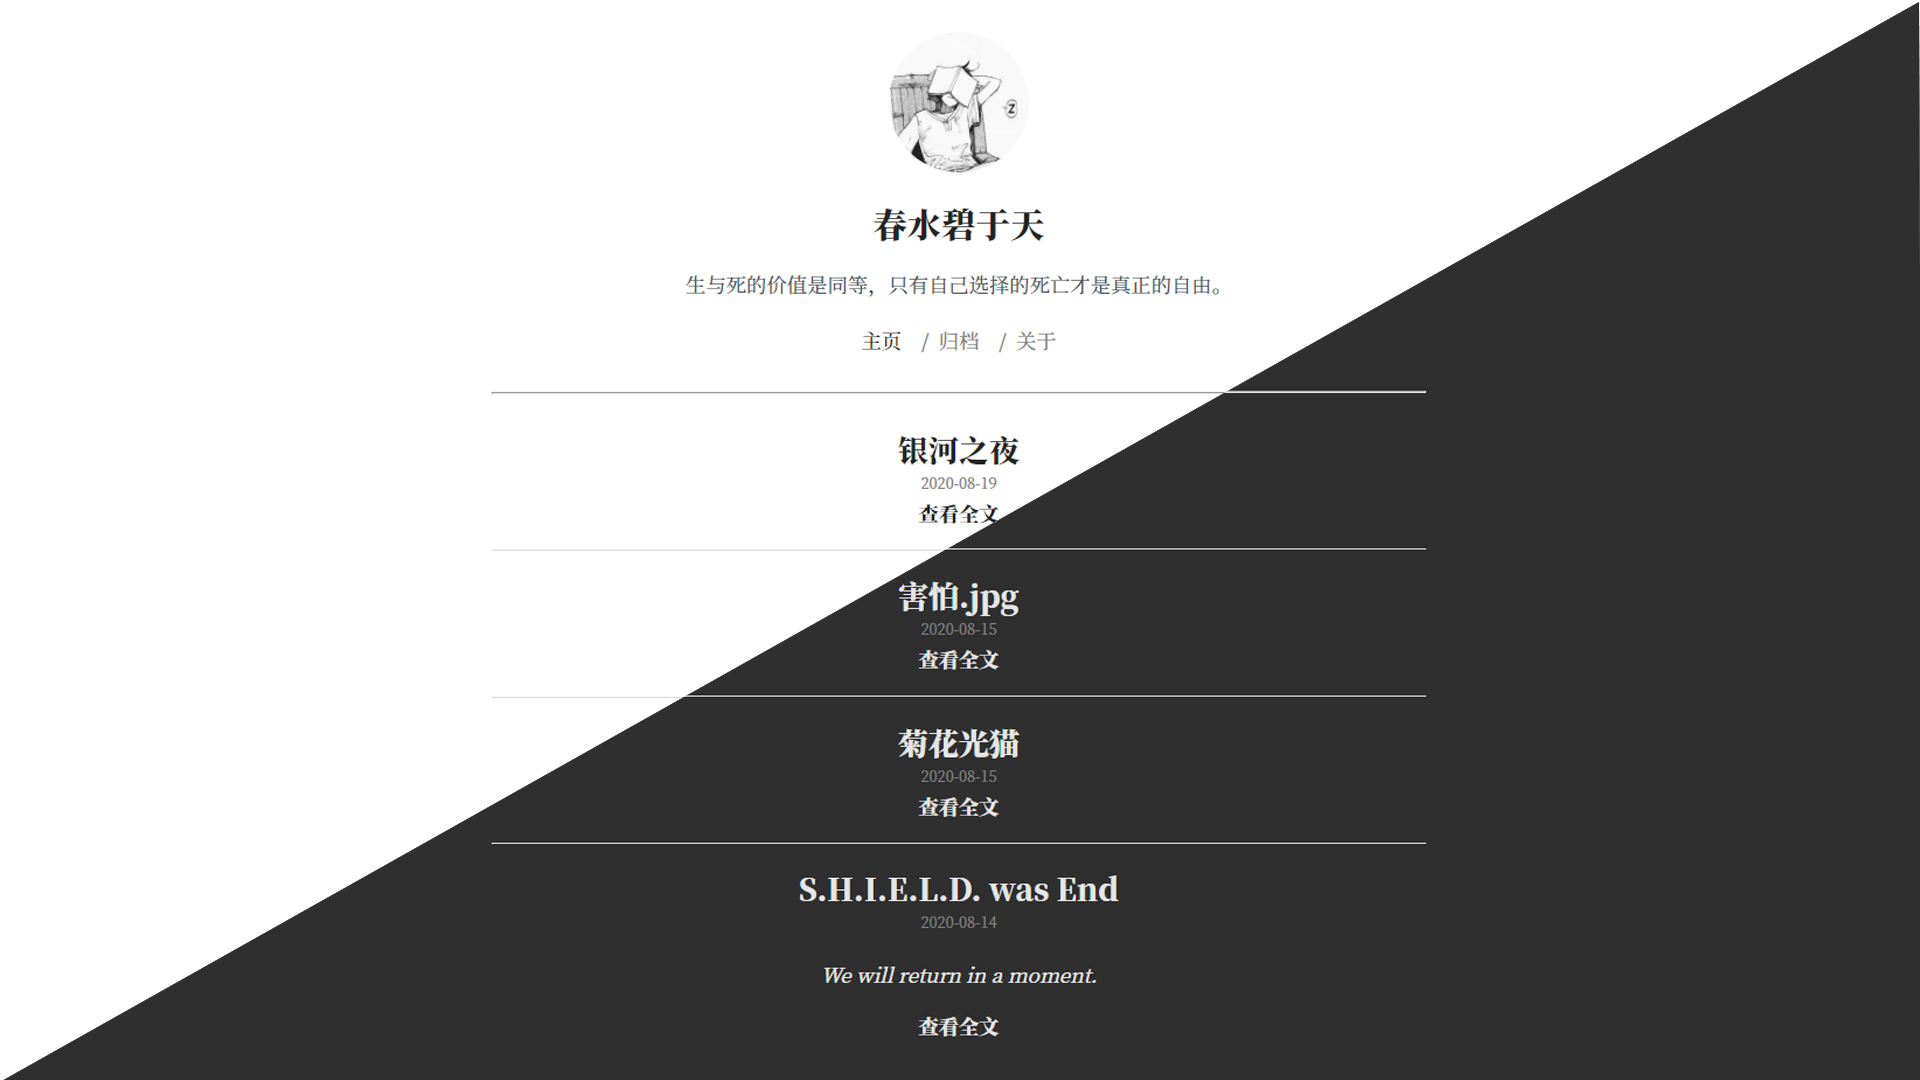 Z
春水碧于天
生与死的价值是同等，只有自己选择的死亡才是真正的自由。
主页 / 归档 / 关于
银河之夜
2020-08-19
查看全文
害怕.jpg
2020-08-15
查看全文
菊花光猫
2020-08-15
查看全文
S.H.I.E.L.D. was End
2020-08-14
We will return in a moment.
查看全文